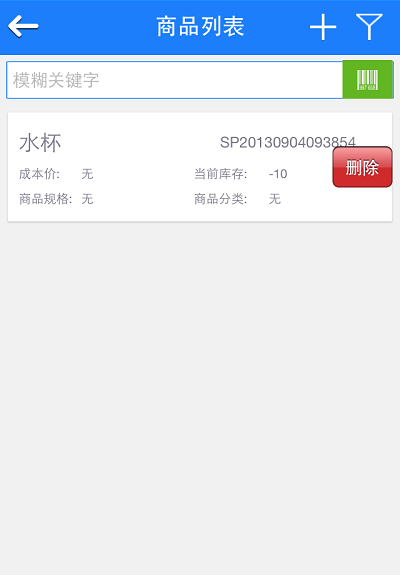 商品列表
模糊关键字
水杯 SP20130904093854
成本价: 无 当前库存: -10
删除
商品规格: 无 商品分类: 无